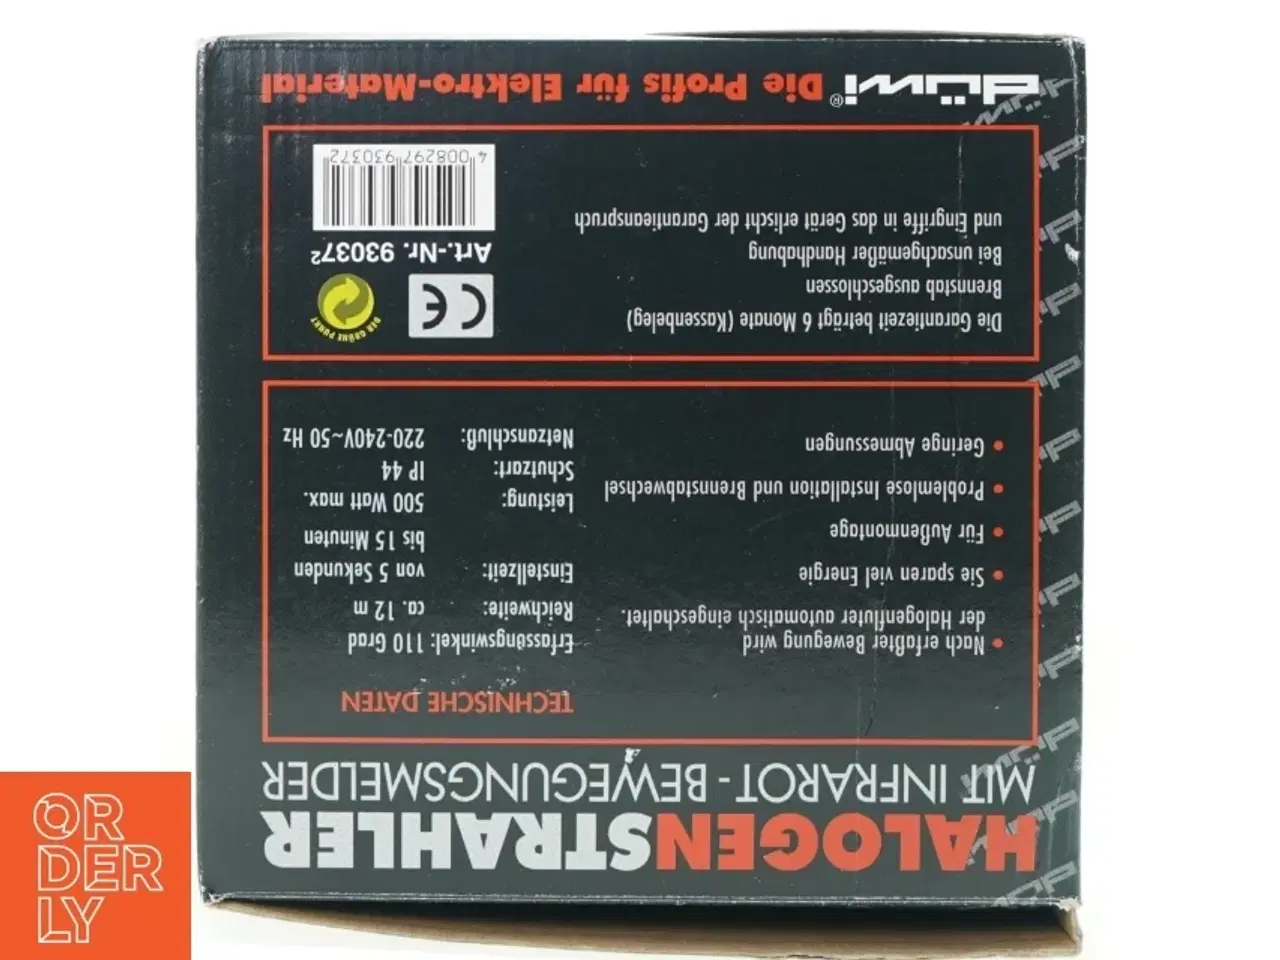 HALOGENSTRAHLER
MIT INFRAROT - BEWEGUNGSMELDER
• Nach erfaßter Bewegung wird
der Halogenfluter automatisch eingeschaltet.
• Sie sparen viel Energie
• Für Außenmontage
• Problemlose Installation und Brennstabwechsel
• Geringe Abmessungen
TECHNISCHE DATEN
Erfassungswinkel: 110 Grad
Reichweite: ca. 12 m
Einstellzeit: von 5 Sekunden
bis 15 Minuten
Leistung: 500 Watt max.
Schutzart: IP 44
Netzanschluß: 220-240V~50 Hz
Die Garantiezeit beträgt 6 Monate (Kassenbeleg)
Brennstab ausgeschlossen
Bei unsachgemäßer Handhabung
und Eingriffe in das Gerät erlischt der Garantieanspruch
CE
DER GRÜNE PUNKT
Art.-Nr. 930372
4 008297 930372
düwi® Die Profis für Elektro-Material
ORDERLY